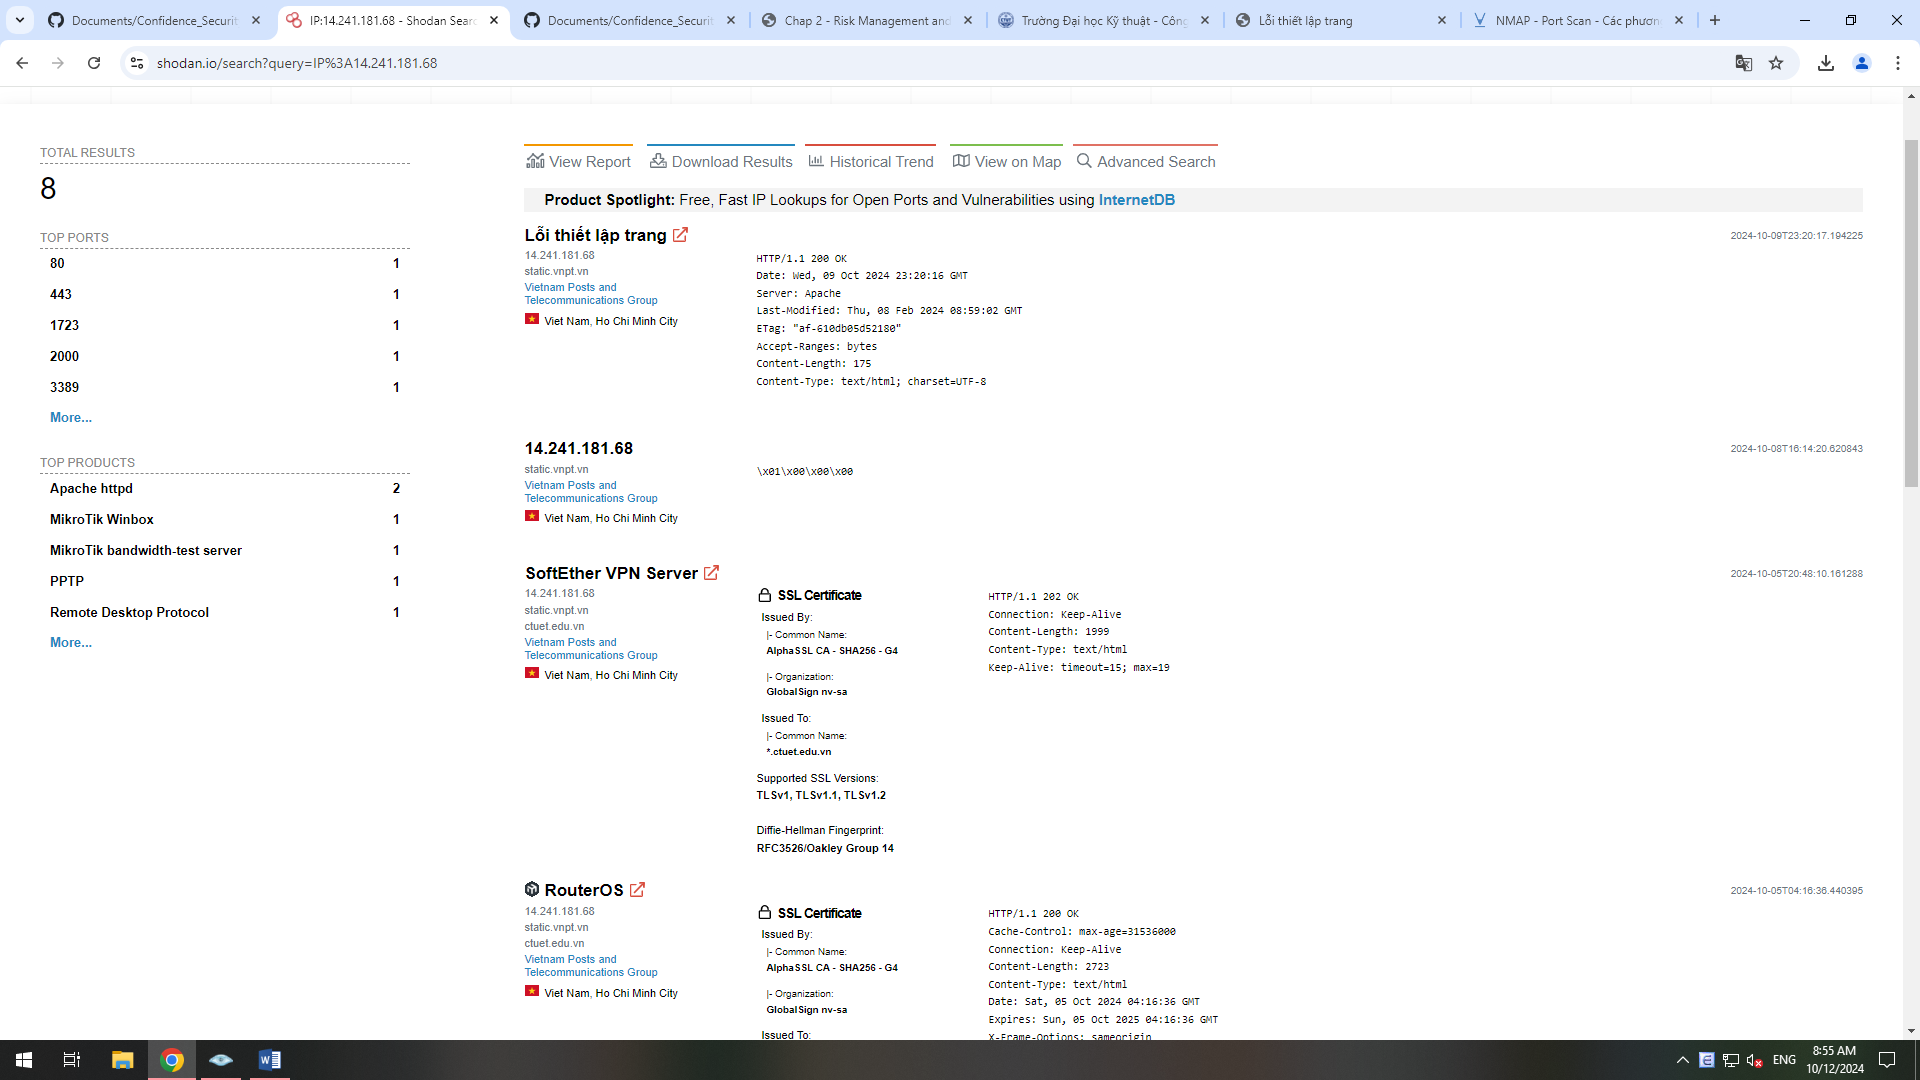 Documents/Confidence_Securit
IP:14.241.181.68 - Shodan Searc
Documents/Confidence_Securit
Chap 2 - Risk Management and
Trường Đại học Kỹ thuật - Công
Lỗi thiết lập trang
NMAP - Port Scan - Các phươn
shodan.io/search?query=IP%3A14.241.181.68
TOTAL RESULTS
8
TOP PORTS
80 1
443 1
1723 1
2000 1
3389 1
More...
TOP PRODUCTS
Apache httpd 2
MikroTik Winbox 1
MikroTik bandwidth-test server 1
PPTP 1
Remote Desktop Protocol 1
More...
View Report
Download Results
Historical Trend
View on Map
Advanced Search
Product Spotlight: Free, Fast IP Lookups for Open Ports and Vulnerabilities using InternetDB
Lỗi thiết lập trang
2024-10-09T23:20:17.194225
14.241.181.68
static.vnpt.vn
Vietnam Posts and
Telecommunications Group
Viet Nam, Ho Chi Minh City
HTTP/1.1 200 OK
Date: Wed, 09 Oct 2024 23:20:16 GMT
Server: Apache
Last-Modified: Thu, 08 Feb 2024 08:59:02 GMT
ETag: "af-610db05d52180"
Accept-Ranges: bytes
Content-Length: 175
Content-Type: text/html; charset=UTF-8
14.241.181.68
2024-10-08T16:14:20.620843
static.vnpt.vn
Vietnam Posts and
Telecommunications Group
Viet Nam, Ho Chi Minh City
\x01\x00\x00\x00
SoftEther VPN Server
2024-10-05T20:48:10.161288
14.241.181.68
static.vnpt.vn
ctuet.edu.vn
Vietnam Posts and
Telecommunications Group
Viet Nam, Ho Chi Minh City
SSL Certificate
Issued By:
|- Common Name:
AlphaSSL CA - SHA256 - G4
|- Organization:
GlobalSign nv-sa
Issued To:
|- Common Name:
*.ctuet.edu.vn
Supported SSL Versions:
TLSv1, TLSv1.1, TLSv1.2
Diffie-Hellman Fingerprint:
RFC3526/Oakley Group 14
HTTP/1.1 202 OK
Connection: Keep-Alive
Content-Length: 1999
Content-Type: text/html
Keep-Alive: timeout=15; max=19
RouterOS
2024-10-05T04:16:36.440395
14.241.181.68
static.vnpt.vn
ctuet.edu.vn
Vietnam Posts and
Telecommunications Group
Viet Nam, Ho Chi Minh City
SSL Certificate
Issued By:
|- Common Name:
AlphaSSL CA - SHA256 - G4
|- Organization:
GlobalSign nv-sa
Issued To:
HTTP/1.1 200 OK
Cache-Control: max-age=31536000
Connection: Keep-Alive
Content-Length: 2723
Content-Type: text/html
Date: Sat, 05 Oct 2024 04:16:36 GMT
Expires: Sun, 05 Oct 2025 04:16:36 GMT
X-Frame-Options: sameorigin
ENG
8:55 AM
10/12/2024